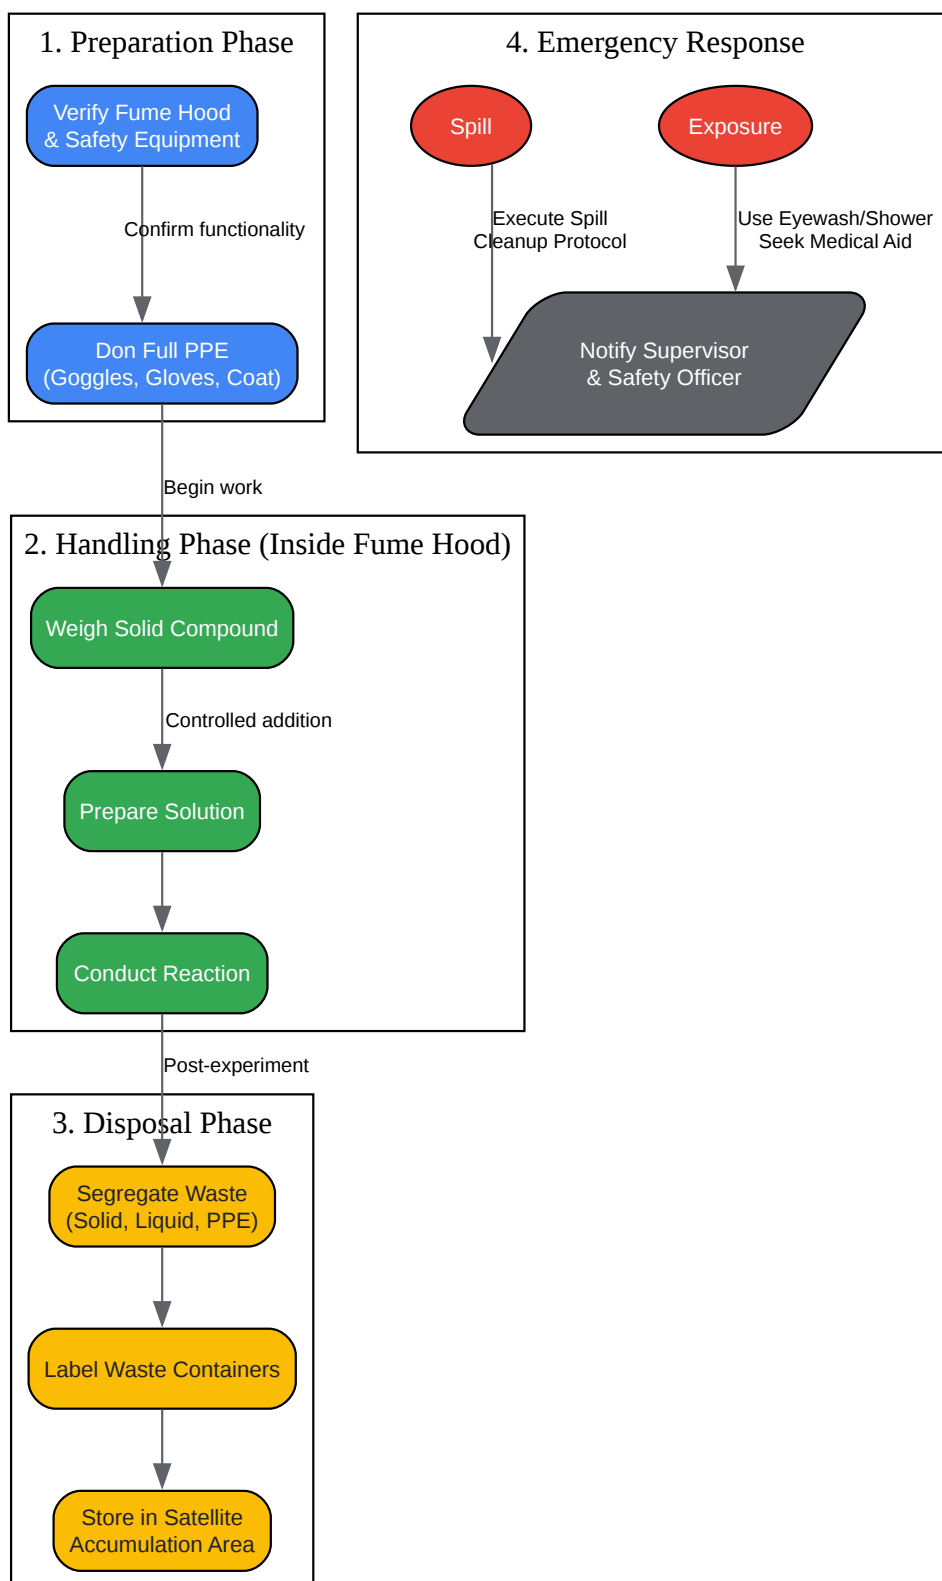 1. Preparation Phase
Verify Fume Hood
& Safety Equipment
Confirm functionality
Don Full PPE
(Goggles, Gloves, Coat)
Begin work
4. Emergency Response
Spill
Exposure
Execute Spill
Cleanup Protocol
Use Eyewash/Shower
Seek Medical Aid
Notify Supervisor
& Safety Officer
2. Handling Phase (Inside Fume Hood)
Weigh Solid Compound
Controlled addition
Prepare Solution
Conduct Reaction
Post-experiment
3. Disposal Phase
Segregate Waste
(Solid, Liquid, PPE)
Label Waste Containers
Store in Satellite
Accumulation Area